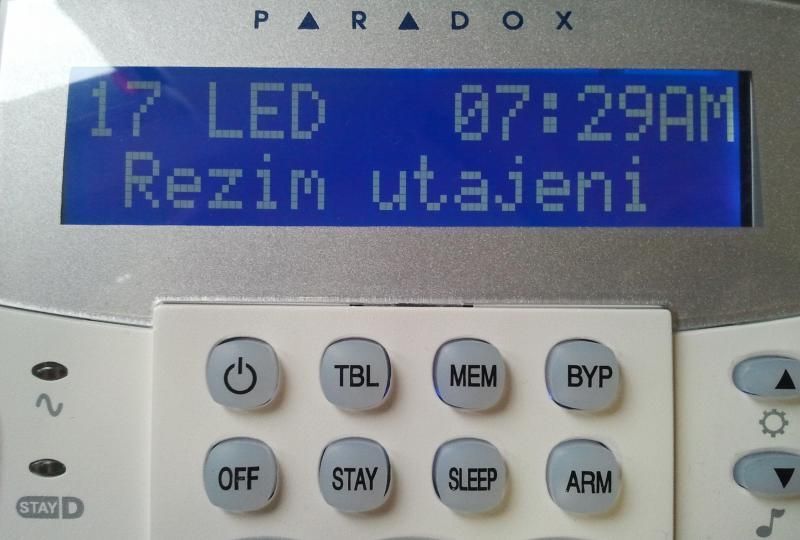 PARADOX
17 LED 07:29AM
Rezim utajeni
TBL MEM BYP
OFF STAY SLEEP ARM
STAY D